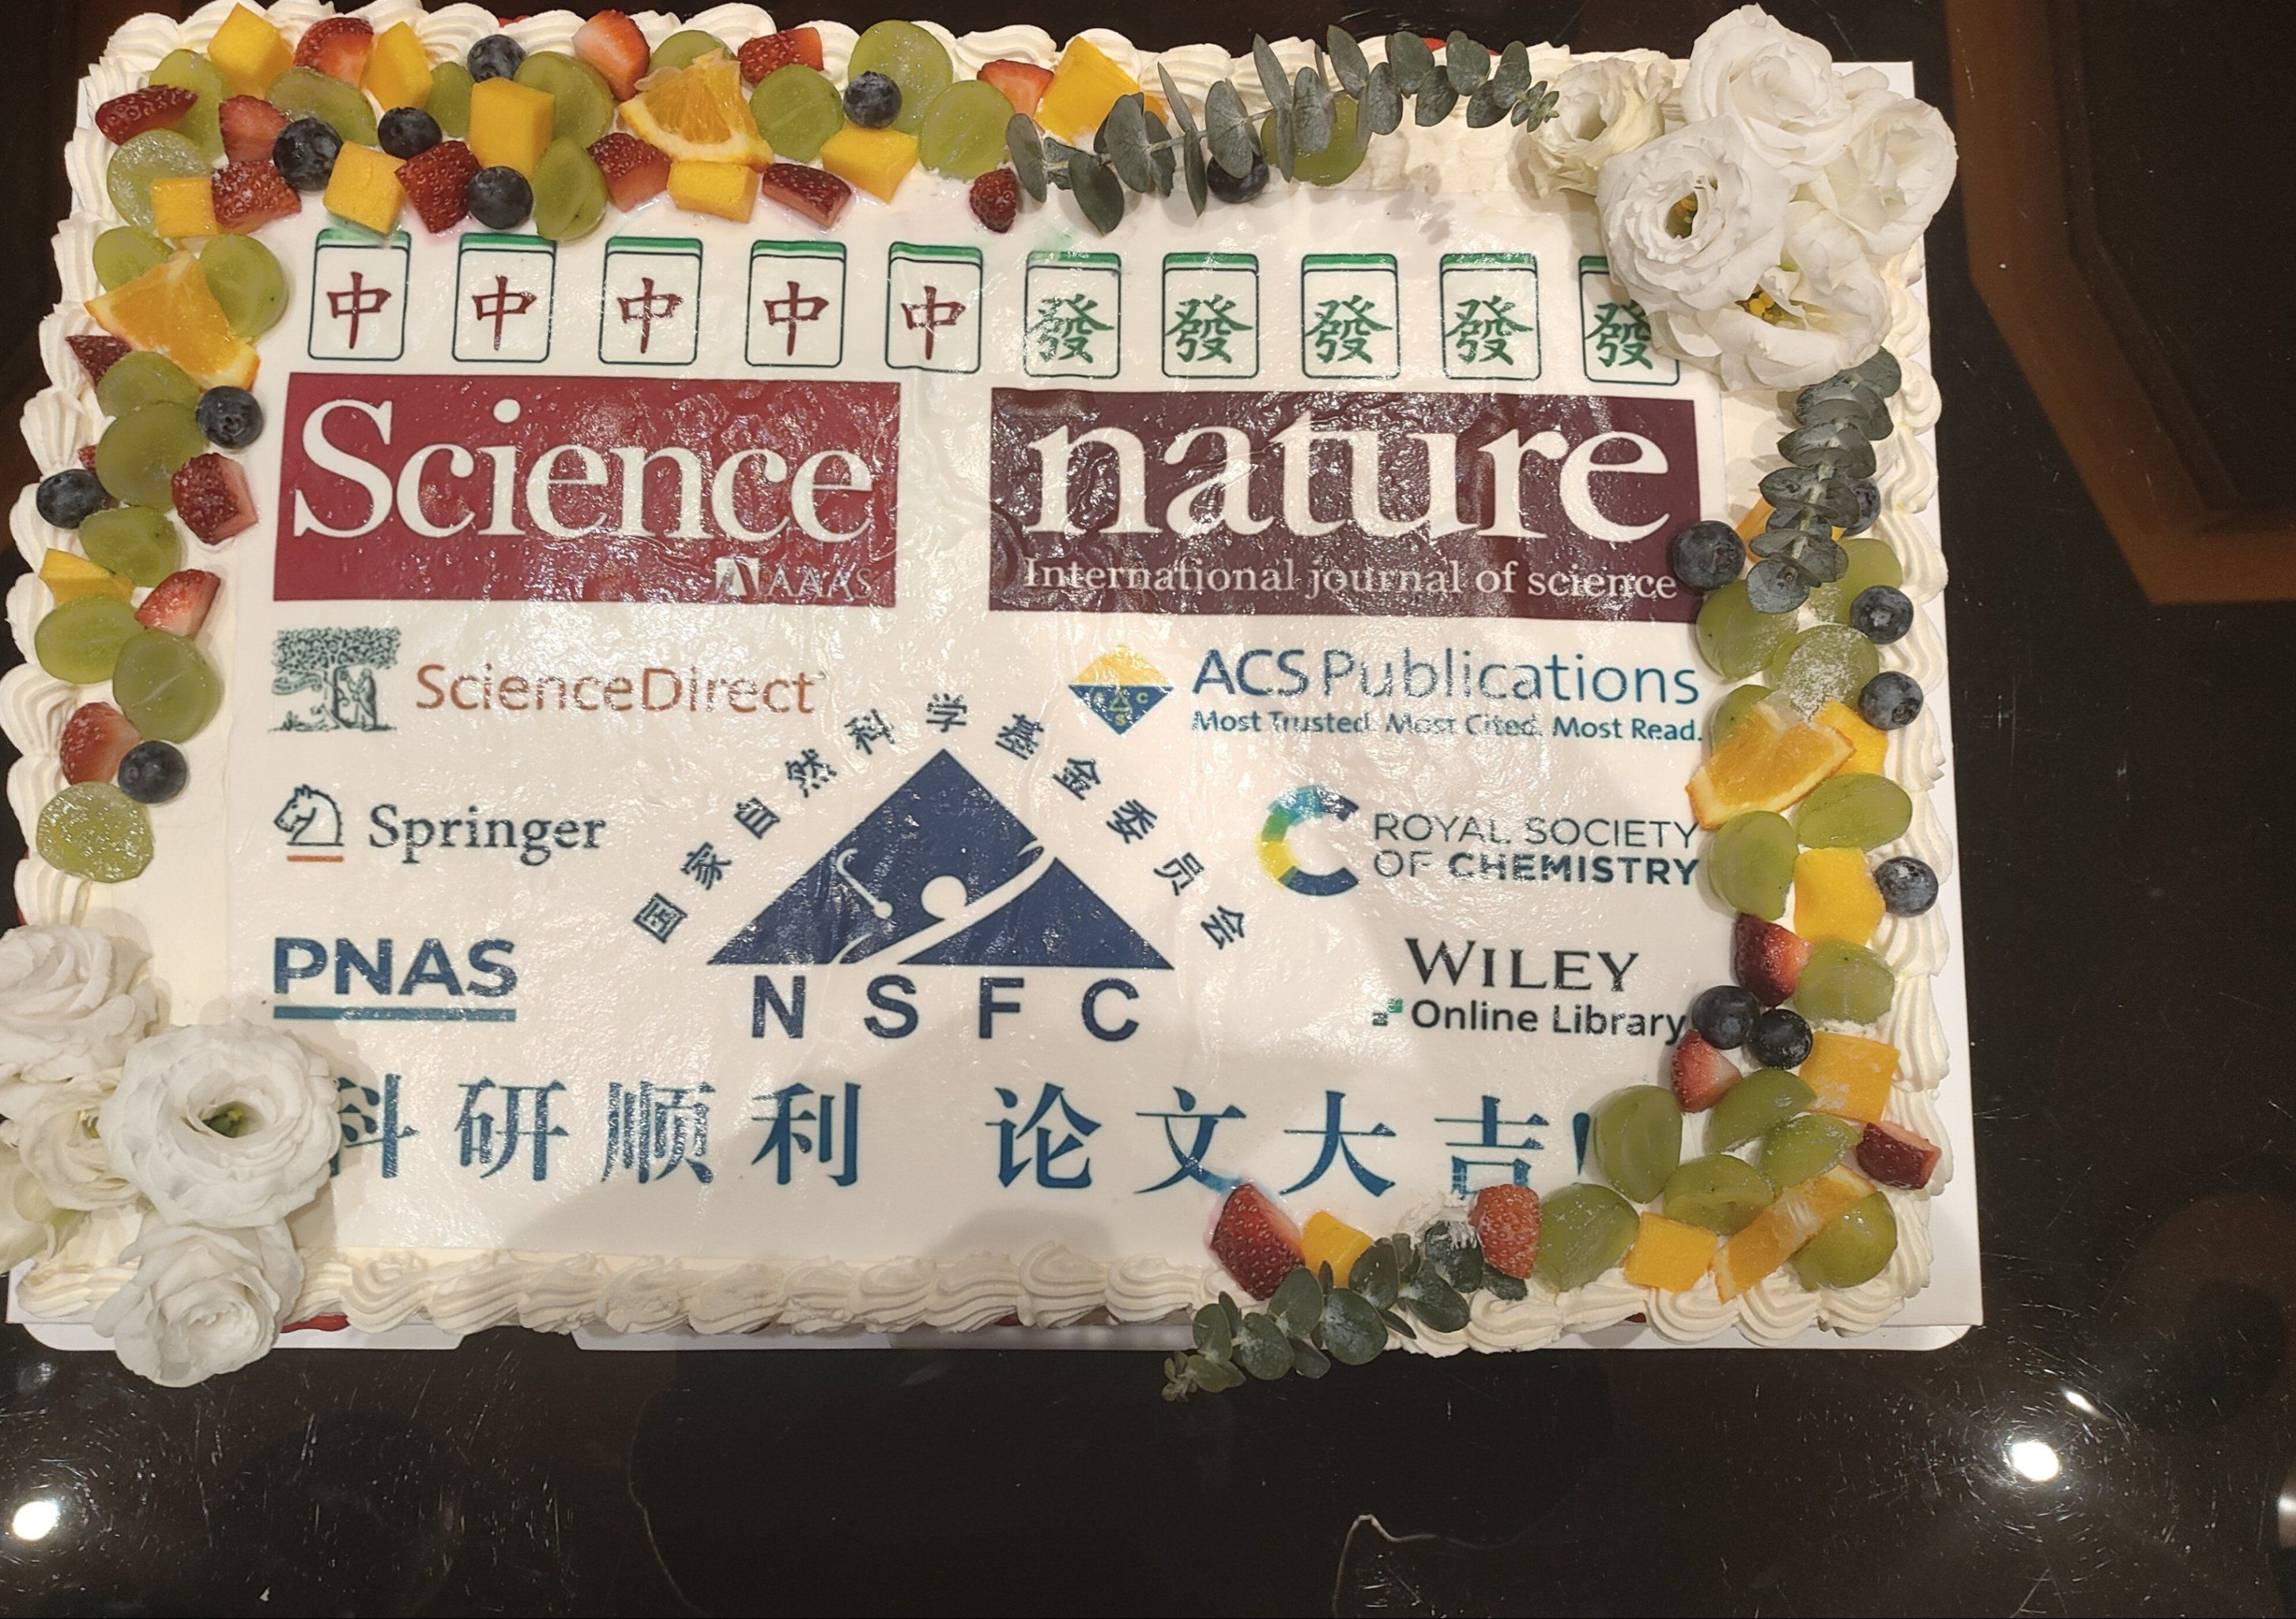 中 中 中 中 中 發 發 發 發 發
Science
AAAS
nature
International journal of science
ScienceDirect
ACS Publications
Most Trusted. Most Cited. Most Read.
国家自然科学基金委员会
Springer
ROYAL SOCIETY
OF CHEMISTRY
PNAS
NSFC
WILEY
Online Library
科研顺利 论文大吉!